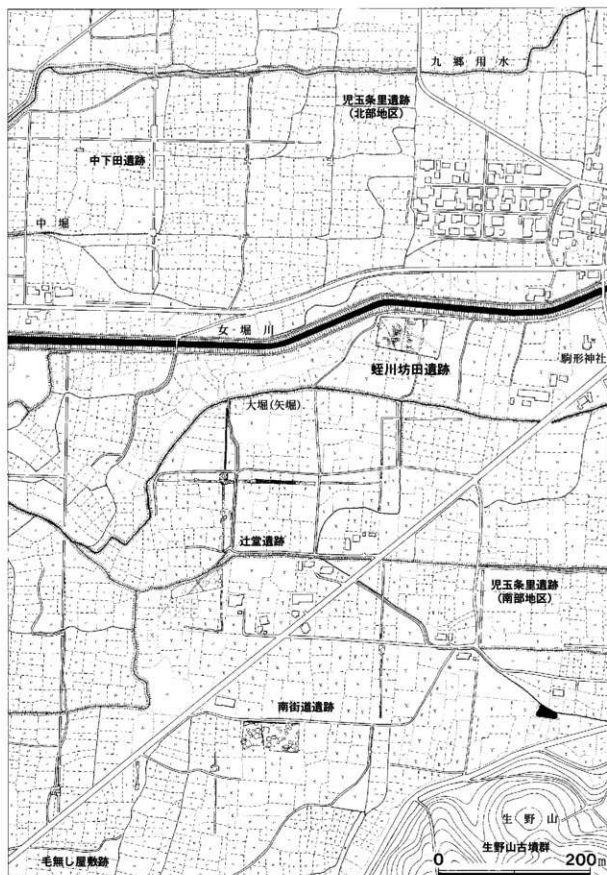 九郷用水
児玉条里遺跡
(北部地区)
中下田遺跡
中堀
女堀川
蛭川坊田遺跡
駒形神社
大堀(矢堀)
辻堂遺跡
児玉条里遺跡
(南部地区)
南街道遺跡
生野山
生野山古墳群
毛無し屋敷跡
0 200m